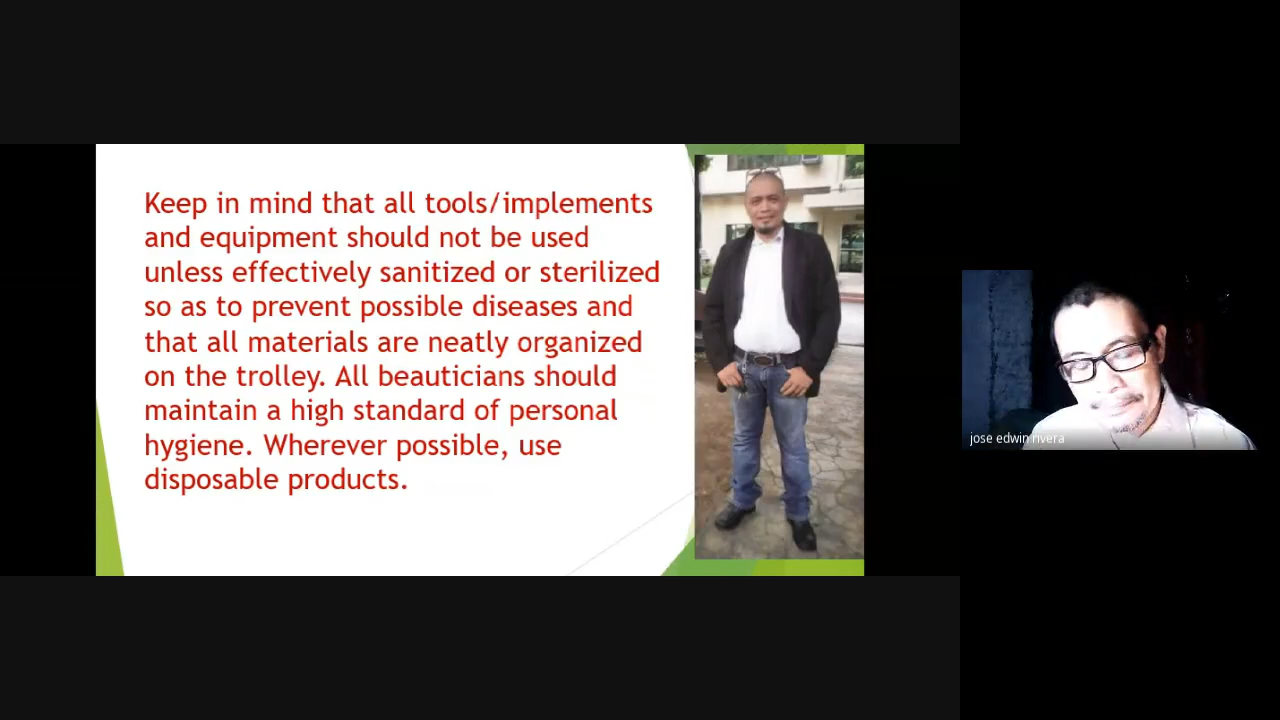 Keep in mind that all tools/implements
and equipment should not be used
unless effectively sanitized or sterilized
so as to prevent possible diseases and
that all materials are neatly organized
on the trolley. All beauticians should
maintain a high standard of personal
hygiene. Wherever possible, use
disposable products.
jose edwin rivera